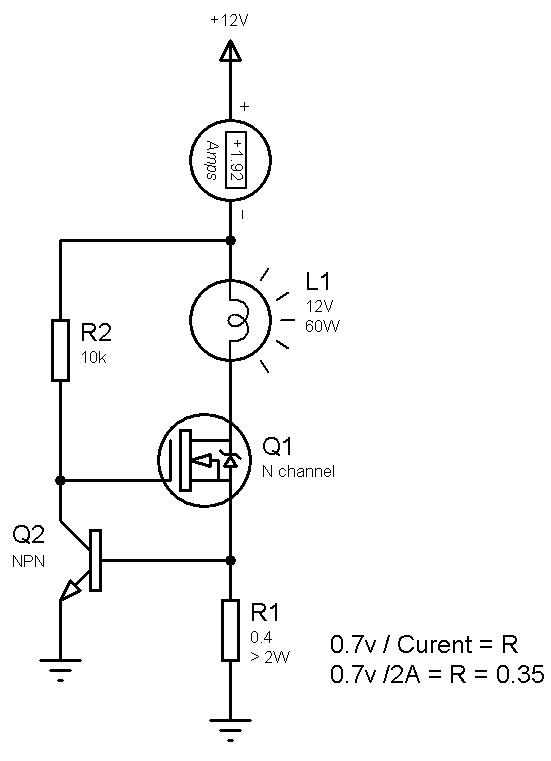 +12V
+
+1.92
Amps
-
L1
12V
60W
R2
10k
Q1
N channel
Q2
NPN
R1
0.4
> 2W
0.7v / Curent = R
0.7v /2A = R = 0.35